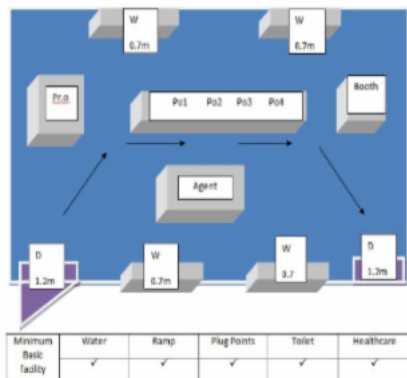 W
0.7m
W
0.7m
Pr.o
Po1 Po2 Po3 Po4
Booth
Agent
D
1.2m
W
0.7m
W
0.7
D
1.2m
Minimum Basic facility Water Ramp Plug Points Toilet Healthcare
✓ ✓ ✓ ✓ ✓